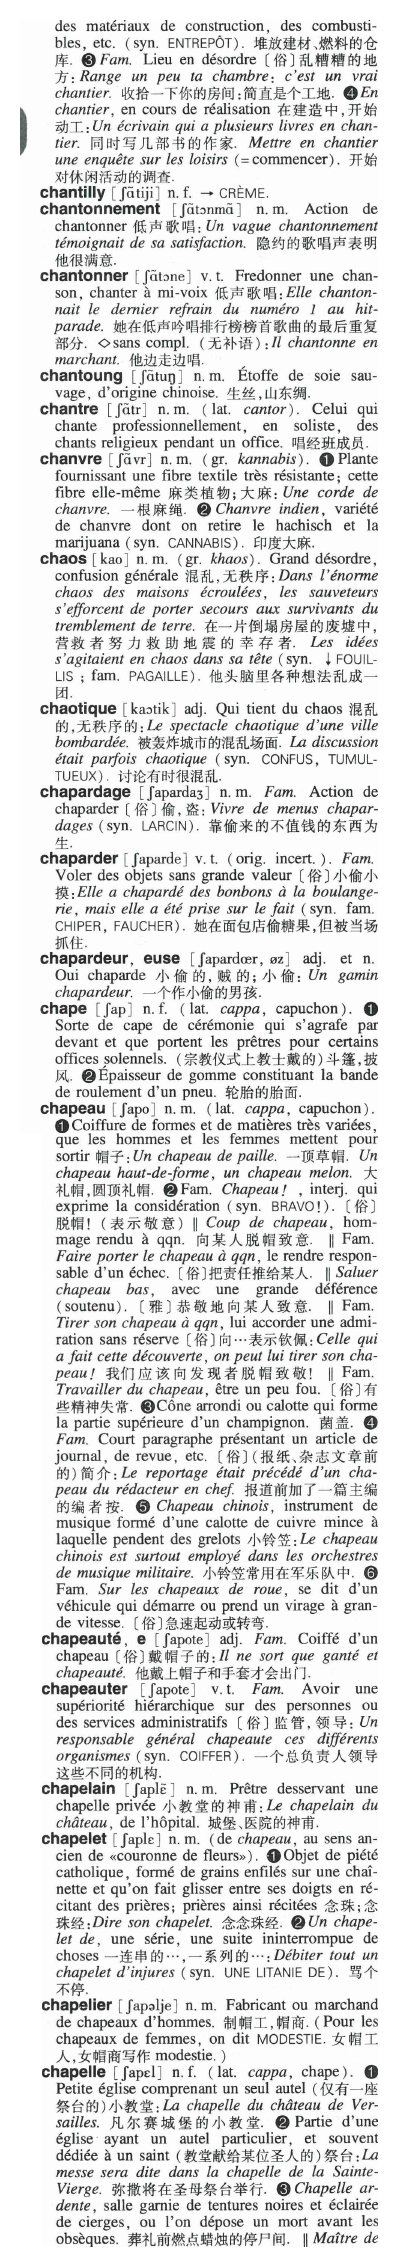 des matériaux de construction, des combusti-
bles, etc. (syn. ENTREPÔT). 堆放建材、燃料的仓
库. ❸ Fam. Lieu en désordre〔俗〕乱糟糟的地
方: Range un peu ta chambre: c'est un vrai
chantier. 收拾一下你的房间:简直是个工地. ❹ En
chantier, en cours de réalisation 在建造中,开始
动工: Un écrivain qui a plusieurs livres en chan-
tier. 同时写几部书的作家. Mettre en chantier
une enquête sur les loisirs (= commencer). 开始
对休闲活动的调查.
chantilly [ʃɑ̃tiji] n. f. → CRÈME.
chantonnement [ʃɑ̃tɔnmɑ̃] n. m. Action de
chantonner 低声歌唱: Un vague chantonnement
témoignait de sa satisfaction. 隐约的歌唱声表明
他很满意.
chantonner [ʃɑ̃tɔne] v. t. Fredonner une chan-
son, chanter à mi-voix 低声歌唱: Elle chanton-
nait le dernier refrain du numéro 1 au hit-
parade. 她在低声吟唱排行榜榜首歌曲的最后重复
部分. ◇ sans compl. (无补语): Il chantonne en
marchant. 他边走边唱.
chantoung [ʃɑ̃tuŋ] n. m. Étoffe de soie sau-
vage, d'origine chinoise. 生丝,山东绸.
chantre [ʃɑ̃tr] n. m. (lat. cantor). Celui qui
chante professionnellement, en soliste, des
chants religieux pendant un office. 唱经班成员.
chanvre [ʃɑ̃vr] n. m. (gr. kannabis). ❶ Plante
fournissant une fibre textile très résistante; cette
fibre elle-même 麻类植物;大麻: Une corde de
chanvre. 一根麻绳. ❷ Chanvre indien, variété
de chanvre dont on retire le hachisch et la
marijuana (syn. CANNABIS). 印度大麻.
chaos [kao] n. m. (gr. khaos). Grand désordre,
confusion générale 混乱,无秩序: Dans l'énorme
chaos des maisons écroulées, les sauveteurs
s'efforcent de porter secours aux survivants du
tremblement de terre. 在一片倒塌房屋的废墟中,
营救者努力救助地震的幸存者. Les idées
s'agitaient en chaos dans sa tête (syn. ↓ FOUIL-
LIS ; fam. PAGAILLE). 他头脑里各种想法乱成一
团.
chaotique [kaɔtik] adj. Qui tient du chaos 混乱
的,无秩序的: Le spectacle chaotique d'une ville
bombardée. 被轰炸城市的混乱场面. La discussion
était parfois chaotique (syn. CONFUS, TUMUL-
TUEUX). 讨论有时很混乱.
chapardage [ʃapardaʒ] n. m. Fam. Action de
chaparder〔俗〕偷,盗: Vivre de menus chapar-
dages (syn. LARCIN). 靠偷来的不值钱的东西为
生.
chaparder [ʃaparde] v. t. (orig. incert.). Fam.
Voler des objets sans grande valeur〔俗〕小偷小
摸: Elle a chapardé des bonbons à la boulange-
rie, mais elle a été prise sur le fait (syn. fam.
CHIPER, FAUCHER). 她在面包店偷糖果,但被当场
抓住.
chapardeur, euse [ʃapardœr, øz] adj. et n.
Qui chaparde 小偷的,贼的;小偷: Un gamin
chapardeur. 一个作小偷的男孩.
chape [ʃap] n. f. (lat. cappa, capuchon). ❶
Sorte de cape de cérémonie qui s'agrafe par
devant et que portent les prêtres pour certains
offices solennels. (宗教仪式上教士戴的)斗篷,披
风. ❷ Épaisseur de gomme constituant la bande
de roulement d'un pneu. 轮胎的胎面.
chapeau [ʃapo] n. m. (lat. cappa, capuchon).
❶ Coiffure de formes et de matières très variées,
que les hommes et les femmes mettent pour
sortir 帽子: Un chapeau de paille. 一顶草帽. Un
chapeau haut-de-forme, un chapeau melon. 大
礼帽,圆顶礼帽. ❷ Fam. Chapeau! , interj. qui
exprime la considération (syn. BRAVO!).〔俗〕
脱帽! (表示敬意) ‖ Coup de chapeau, hom-
mage rendu à qqn. 向某人脱帽致意. ‖ Fam.
Faire porter le chapeau à qqn, le rendre respon-
sable d'un échec.〔俗〕把责任推给某人. ‖ Saluer
chapeau bas, avec une grande déférence
(soutenu).〔雅〕恭敬地向某人致意. ‖ Fam.
Tirer son chapeau à qqn, lui accorder une admi-
ration sans réserve〔俗〕向…表示钦佩: Celle qui
a fait cette découverte, on peut lui tirer son cha-
peau! 我们应该向发现者脱帽致敬! ‖ Fam.
Travailler du chapeau, être un peu fou.〔俗〕有
些精神失常. ❸ Cône arrondi ou calotte qui forme
la partie supérieure d'un champignon. 菌盖. ❹
Fam. Court paragraphe présentant un article de
journal, de revue, etc.〔俗〕(报纸、杂志文章前
的)简介: Le reportage était précédé d'un cha-
peau du rédacteur en chef. 报道前加了一篇主编
的编者按. ❺ Chapeau chinois, instrument de
musique formé d'une calotte de cuivre mince à
laquelle pendent des grelots 小铃笠: Le chapeau
chinois est surtout employé dans les orchestres
de musique militaire. 小铃笠常用在军乐队中. ❻
Fam. Sur les chapeaux de roue, se dit d'un
véhicule qui démarre ou prend un virage à gran-
de vitesse.〔俗〕急速起动或转弯.
chapeauté, e [ʃapote] adj. Fam. Coiffé d'un
chapeau〔俗〕戴帽子的: Il ne sort que ganté et
chapeauté. 他戴上帽子和手套才会出门.
chapeauter [ʃapote] v. t. Fam. Avoir une
supériorité hiérarchique sur des personnes ou
des services administratifs〔俗〕监管,领导: Un
responsable général chapeaute ces différents
organismes (syn. COIFFER). 一个总负责人领导
这些不同的机构.
chapelain [ʃaplɛ̃] n. m. Prêtre desservant une
chapelle privée 小教堂的神甫: Le chapelain du
château, de l'hôpital. 城堡、医院的神甫.
chapelet [ʃaplɛ] n. m. (de chapeau, au sens an-
cien de «couronne de fleurs»). ❶ Objet de piété
catholique, formé de grains enfilés sur une chaî-
nette et qu'on fait glisser entre ses doigts en ré-
citant des prières; prières ainsi récitées 念珠;念
珠经: Dire son chapelet. 念念珠经. ❷ Un chape-
let de, une série, une suite ininterrompue de
choses 一连串的…,一系列的…: Débiter tout un
chapelet d'injures (syn. UNE LITANIE DE). 骂个
不停.
chapelier [ʃapəlje] n. m. Fabricant ou marchand
de chapeaux d'hommes. 制帽工,帽商. (Pour les
chapeaux de femmes, on dit MODESTIE. 女帽工
人,女帽商写作 modestie.)
chapelle [ʃapɛl] n. f. (lat. cappa, chape). ❶
Petite église comprenant un seul autel (仅有一座
祭台的)小教堂: La chapelle du château de Ver-
sailles. 凡尔赛城堡的小教堂. ❷ Partie d'une
église ayant un autel particulier, et souvent
dédiée à un saint (教堂献给某位圣人的)祭台: La
messe sera dite dans la chapelle de la Sainte-
Vierge. 弥撒将在圣母祭台举行. ❸ Chapelle ar-
dente, salle garnie de tentures noires et éclairée
de cierges, ou l'on dépose un mort avant les
obsèques. 葬礼前燃点蜡烛的停尸间. ‖ Maître de